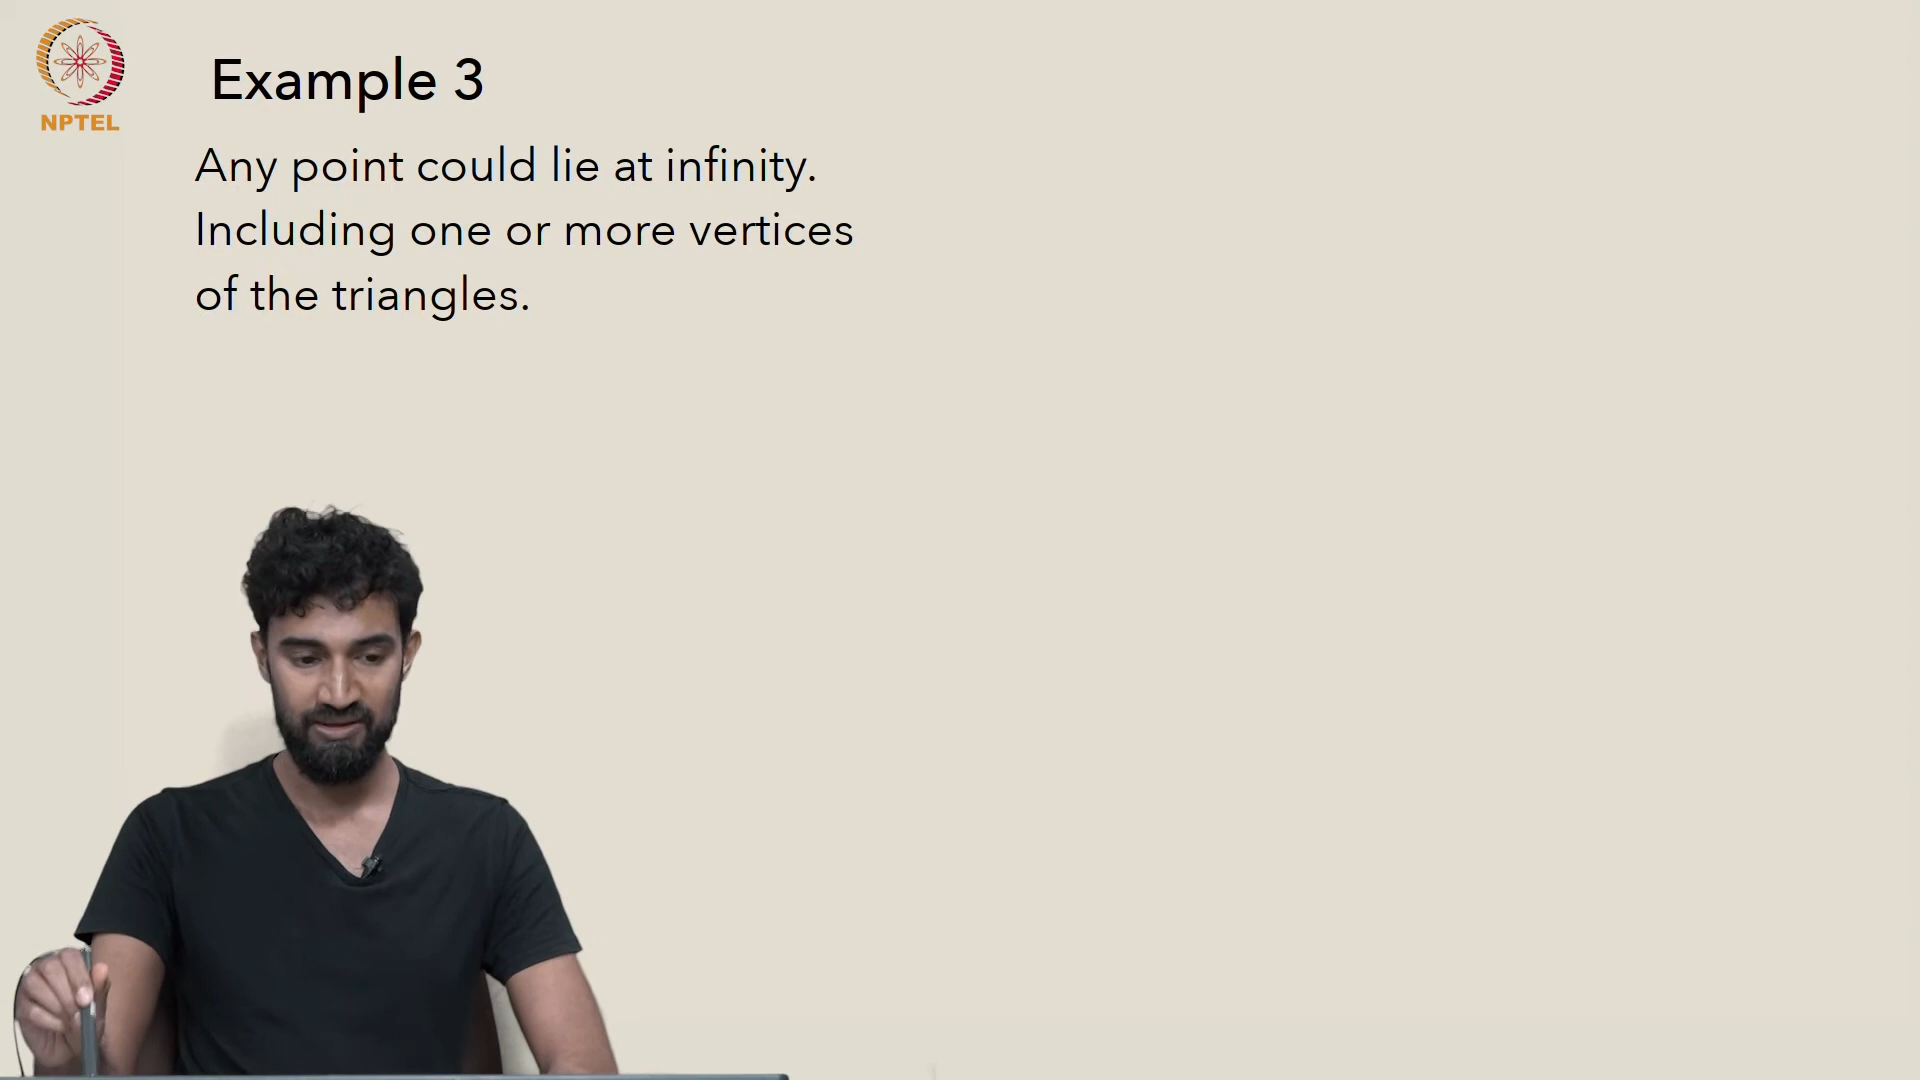 NPTEL
Example 3
Any point could lie at infinity.
Including one or more vertices
of the triangles.